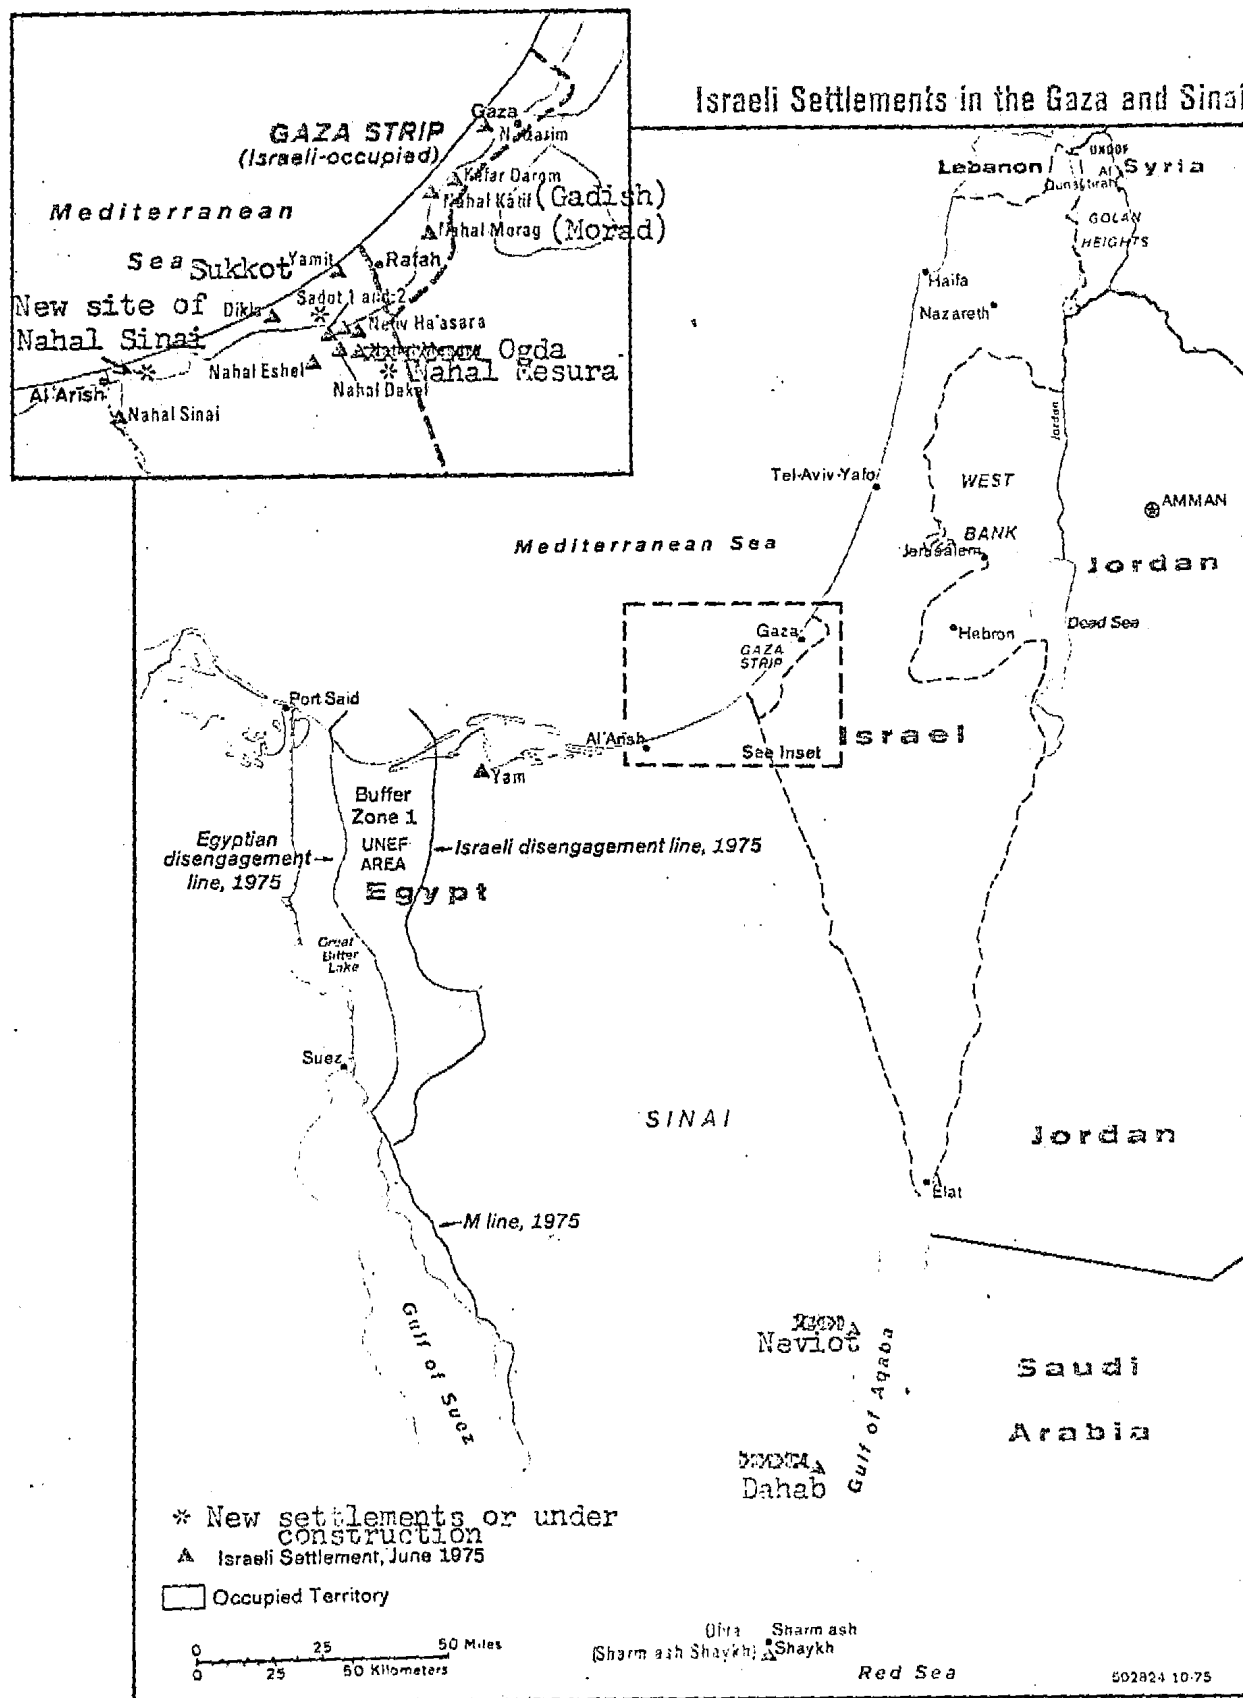 Israeli Settlements in the Gaza and Sinai
GAZA STRIP
(Israeli-occupied)
Gaza
Kefar Darom
Nahal Katif (Gadish)
Nahal Morag (Morad)
Mediterranean
Sea
Sukkot
Yamit
Rafah
New site of
Nahal Sinai
Dikla
Sadot 1 and 2
Netiv Ha'asara
Ogda
Nahal Mesura
Nahal Eshel
Nahal Dekel
Al Arish
Nahal Sinai
Lebanon
UNDOF
Al
Qunaytirah
Syria
GOLAN
HEIGHTS
Haifa
Nazareth
Jordan
Tel-Aviv-Yafo
WEST
BANK
AMMAN
Jerusalem
Jordan
Mediterranean Sea
Gaza
GAZA
STRIP
Hebron
Dead Sea
Port Said
Al Arish
See Inset
Israel
Yam
Buffer
Zone 1
UNEF
AREA
Egyptian
disengagement
line, 1975
Israeli disengagement line, 1975
Egypt
Great
Bitter
Lake
Suez
SINAI
Jordan
Elat
M line, 1975
Gulf of Suez
Neviot
Gulf of Aqaba
Saudi
Arabia
Dahab
* New settlements or under
construction
Israeli Settlement, June 1975
Occupied Territory
0 25 50 Miles
0 25 50 Kilometers
Sharm ash
(Sharm ash Shaykh)
Shaykh
Red Sea
502824 10-75